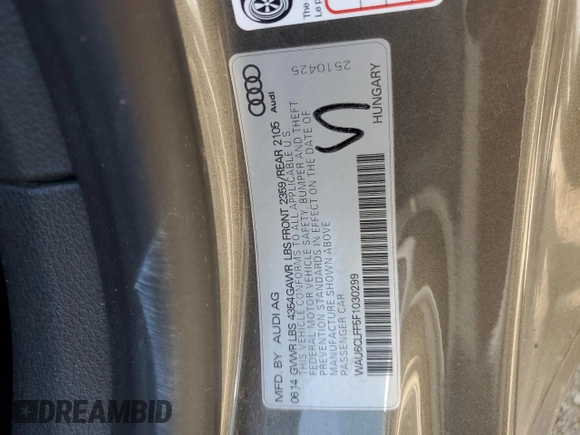 The
Le p
2510425
Audi
MFD. BY AUDI AG
06.14 GVWR LBS 4354 GAWR LBS FRONT 2359/REAR 2105
THIS VEHICLE CONFORMS TO ALL APPLICABLE U.S.
FEDERAL MOTOR VEHICLE SAFETY, BUMPER AND THEFT
PREVENTION STANDARDS IN EFFECT ON THE DATE OF
MANUFACTURE SHOWN ABOVE
PASSENGER CAR
WAU6CLFF5F1030299
HUNGARY
DREAMBID